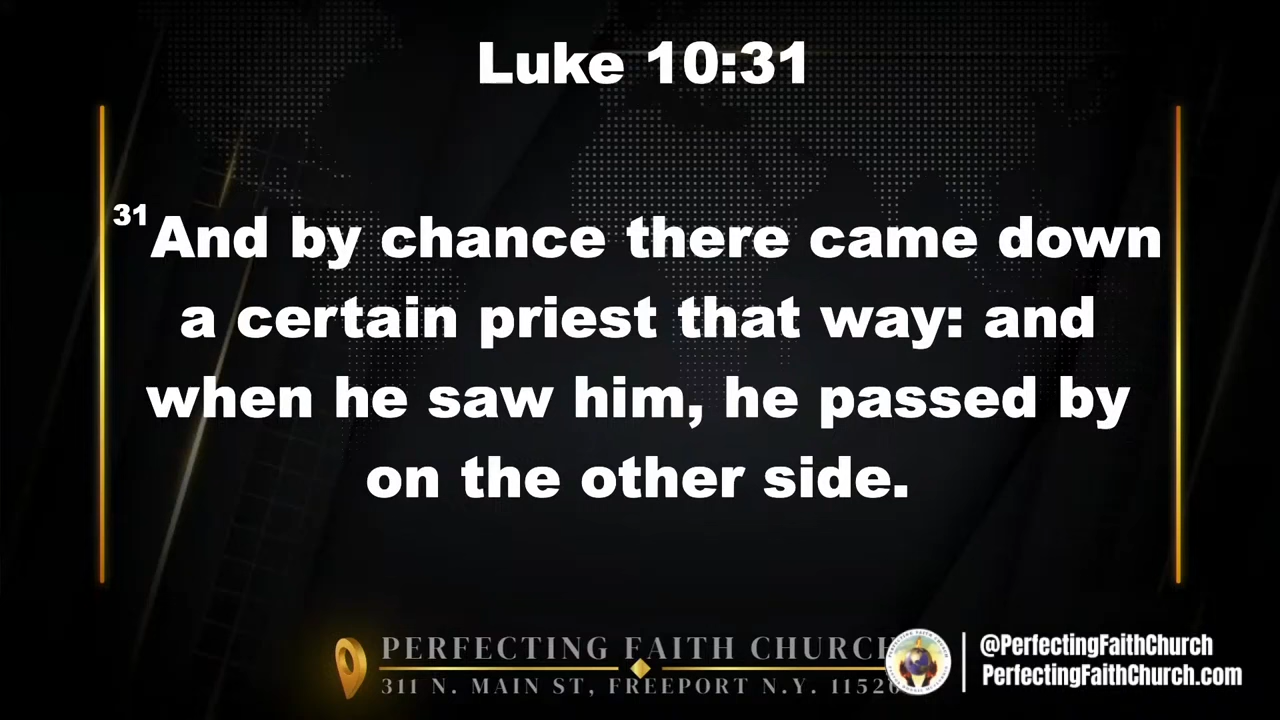 Luke 10:31
31And by chance there came down
a certain priest that way: and
when he saw him, he passed by
on the other side.
PERFECTING FAITH CHURCH
311 N. MAIN ST, FREEPORT N.Y. 11520
@PerfectingFaithChurch
PerfectingFaithChurch.com